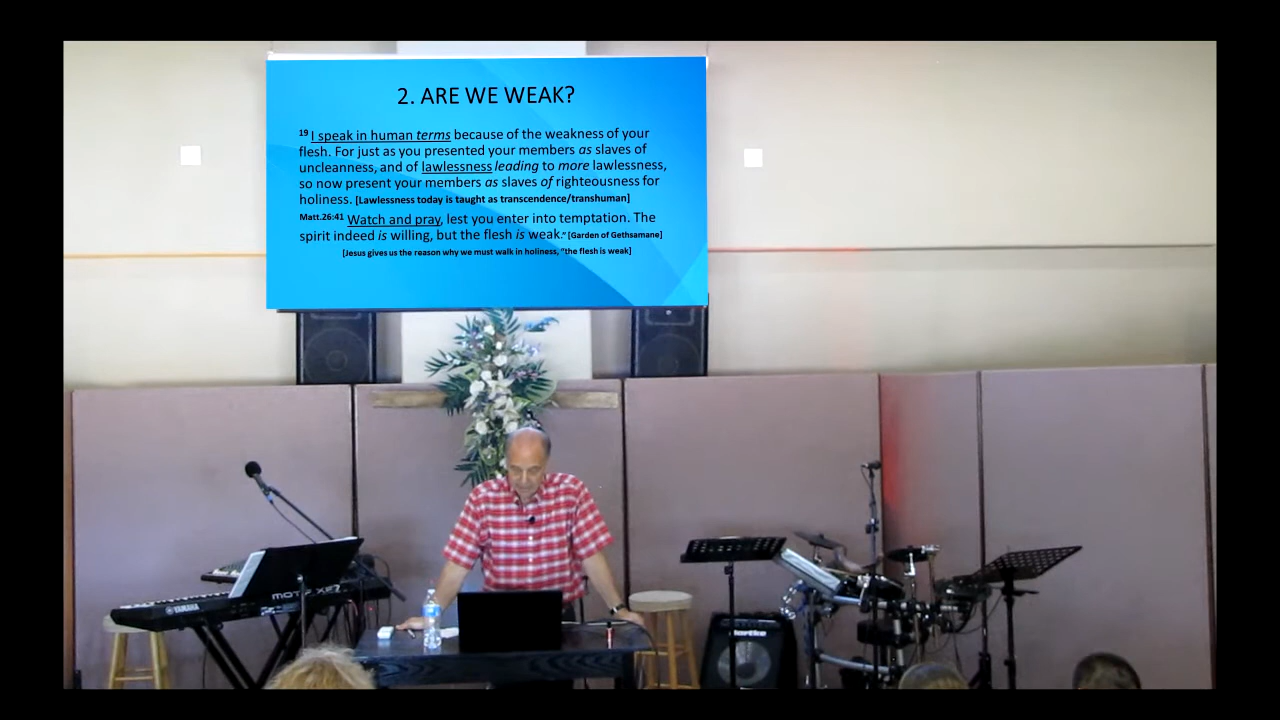 2. ARE WE WEAK?
19 I speak in human terms because of the weakness of your
flesh. For just as you presented your members as slaves of
uncleanness, and of lawlessness leading to more lawlessness,
so now present your members as slaves of righteousness for
holiness. [Lawlessness today is taught as transcendence/transhuman]
Matt.26:41 Watch and pray, lest you enter into temptation. The
spirit indeed is willing, but the flesh is weak.” [Garden of Gethsamane]
[Jesus gives us the reason why we must walk in holiness, “the flesh is weak]
YAMAHA
MOTIF XF7
Hartke